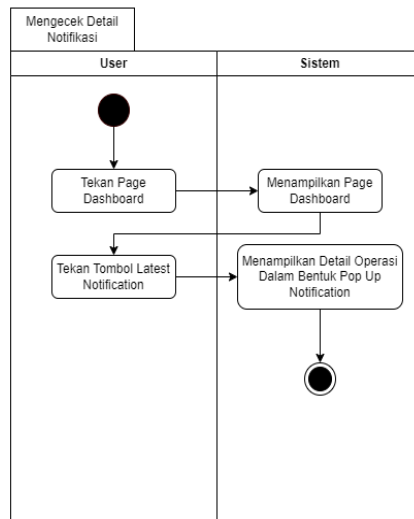 Mengecek Detail
Notifikasi
User
Sistem
Tekan Page
Dashboard
Menampilkan Page
Dashboard
Tekan Tombol Latest
Notification
Menampilkan Detail Operasi
Dalam Bentuk Pop Up
Notification